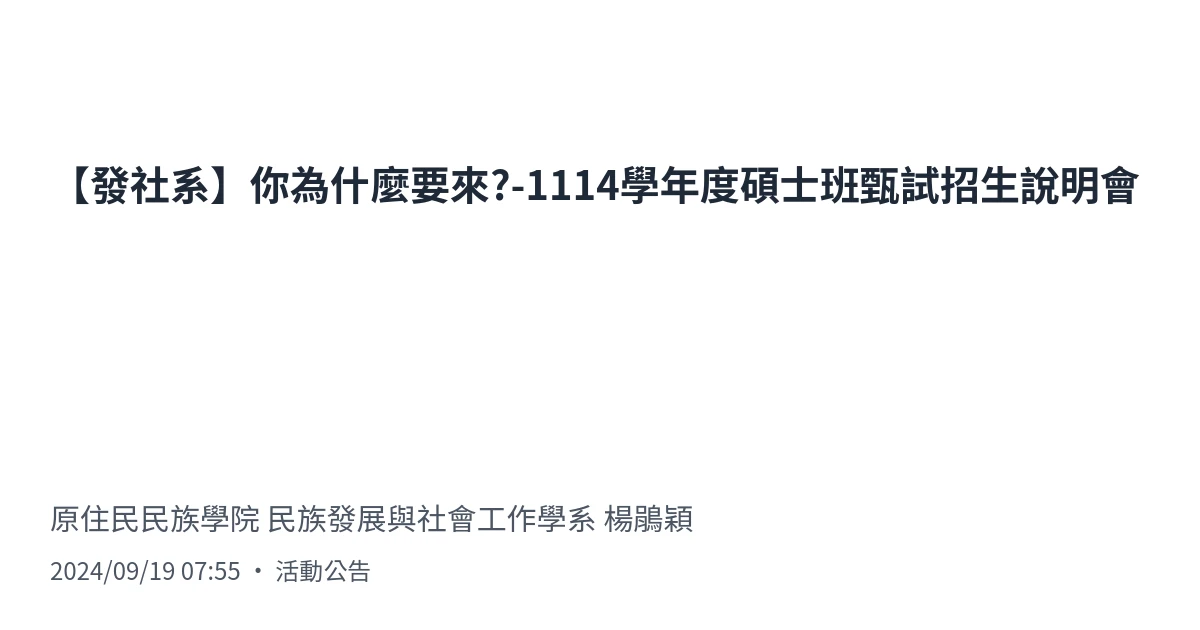 【發社系】你為什麼要來?-1114學年度碩士班甄試招生說明會
原住民民族學院 民族發展與社會工作學系 楊鵑穎
2024/09/19 07:55 • 活動公告